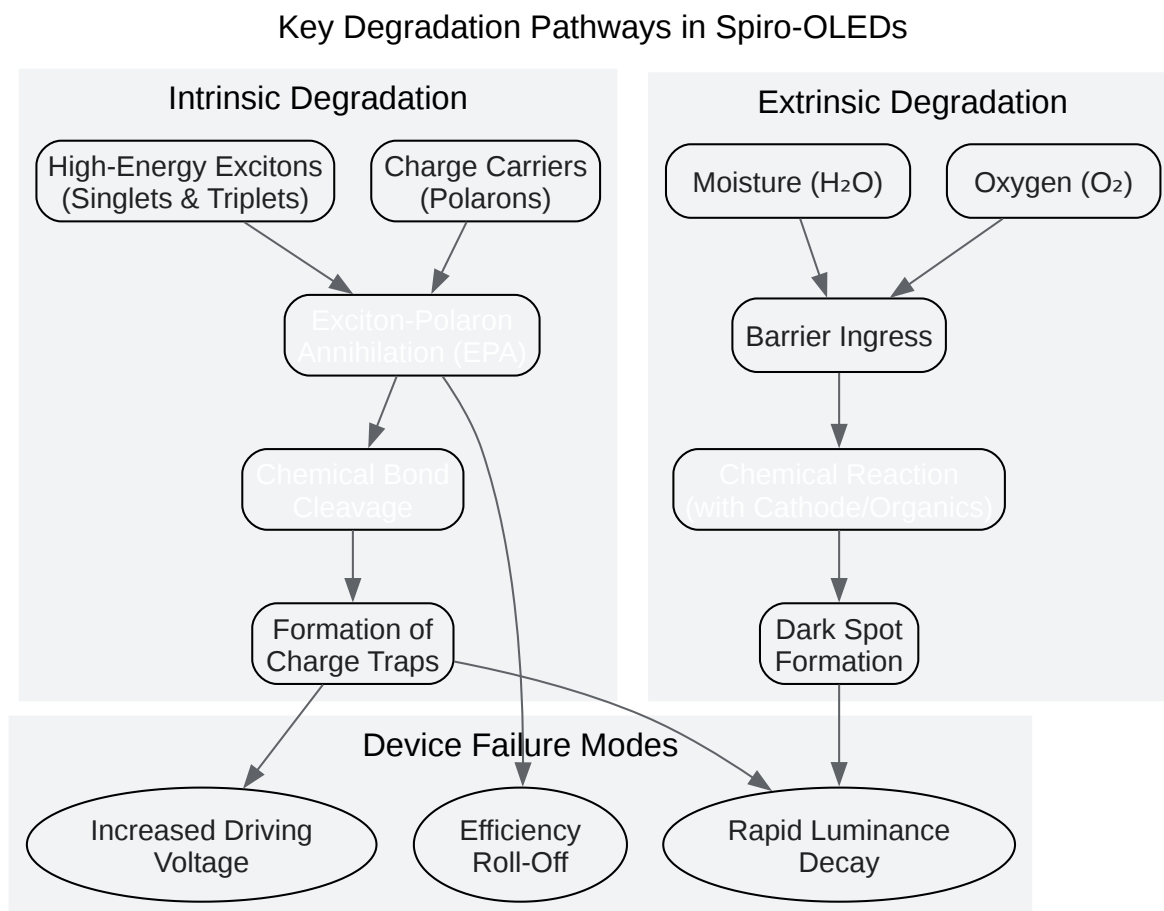 Key Degradation Pathways in Spiro-OLEDs
Intrinsic Degradation
High-Energy Excitons
(Singlets & Triplets)
Charge Carriers
(Polarons)
Exciton-Polaron
Annihilation (EPA)
Chemical Bond
Cleavage
Formation of
Charge Traps
Extrinsic Degradation
Moisture (H₂O)
Oxygen (O₂)
Barrier Ingress
Chemical Reaction
(with Cathode/Organics)
Dark Spot
Formation
Device Failure Modes
Increased Driving
Voltage
Efficiency
Roll-Off
Rapid Luminance
Decay